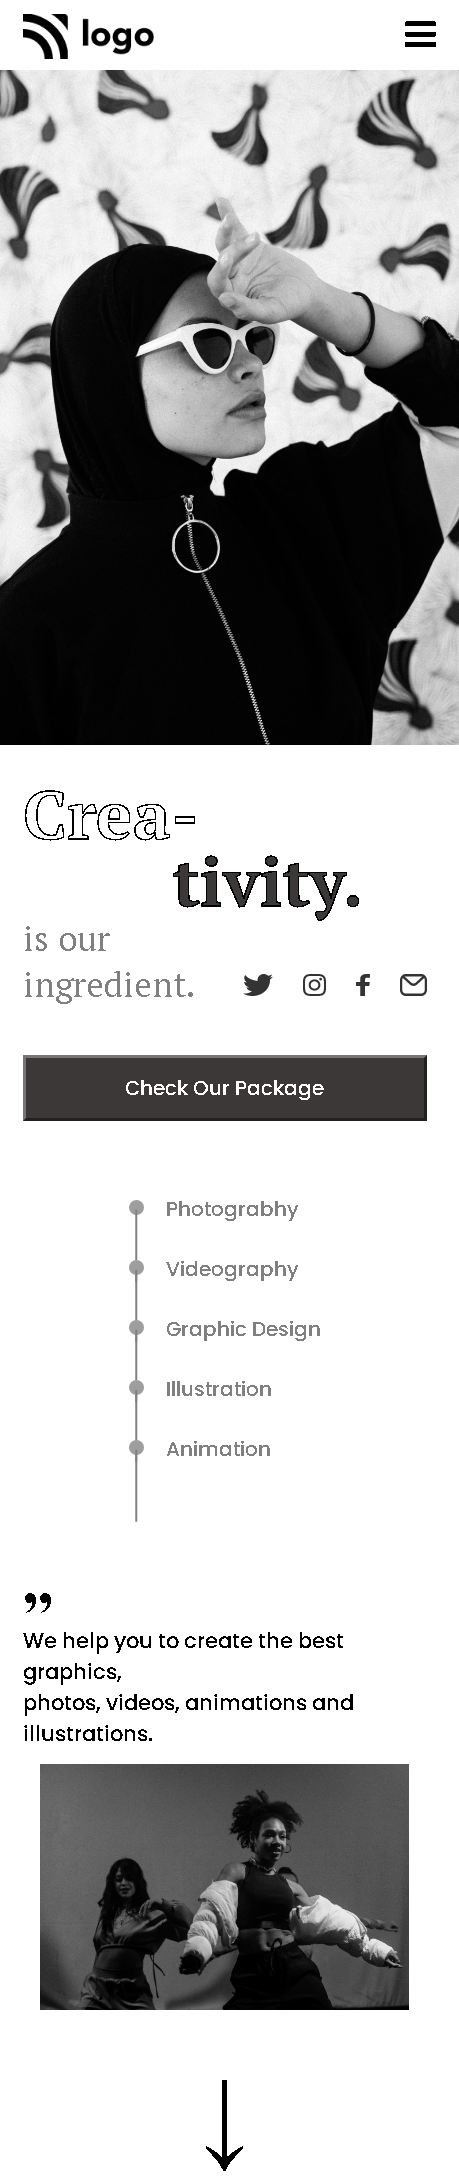 logo
Crea-
tivity.
is our
ingredient.
Check Our Package
Photograbhy
Videography
Graphic Design
Illustration
Animation
”
We help you to create the best
graphics,
photos, videos, animations and
illustrations.